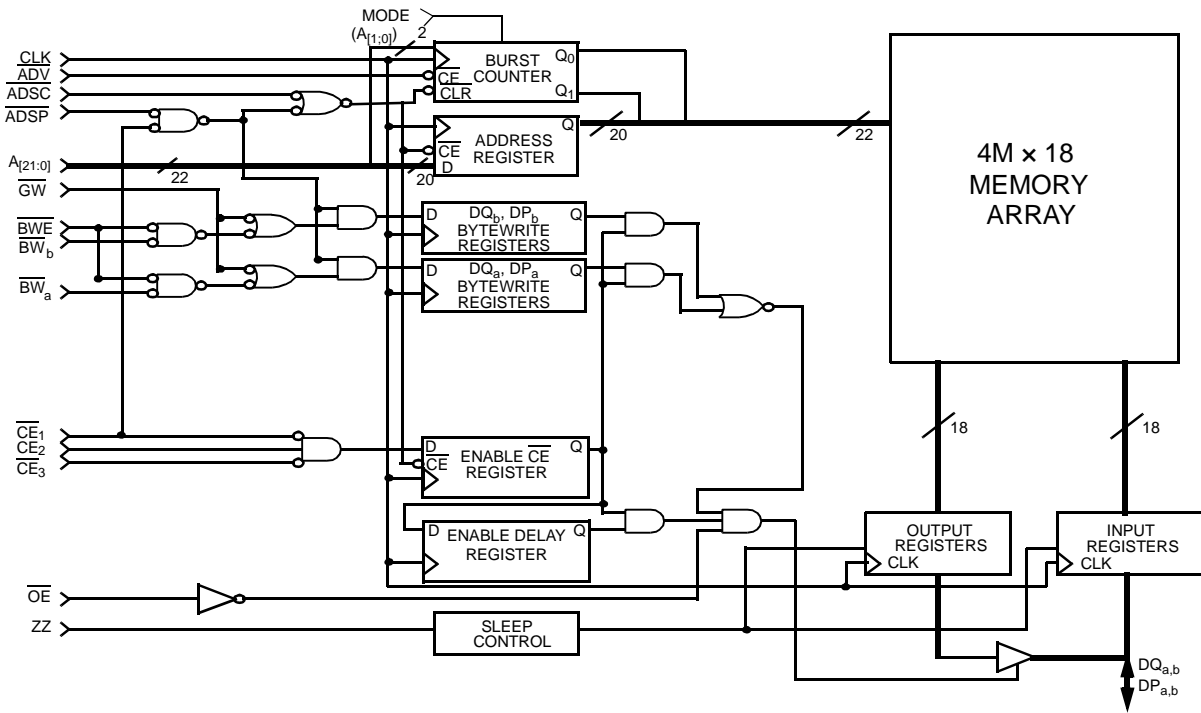 MODE
(A[1;0])
2
CLK
ADV
ADSC
ADSP
BURST
COUNTER
CE
CLR
Q0
Q1
A[21:0]
22
20
ADDRESS
REGISTER
CE
D
Q
20
22
4M × 18
MEMORY
ARRAY
GW
BWE
BWb
BWa
D
DQb, DPb
BYTEWRITE
REGISTERS
Q
D
DQa, DPa
BYTEWRITE
REGISTERS
Q
18
18
CE1
CE2
CE3
D
CE
ENABLE CE
REGISTER
Q
D
ENABLE DELAY
REGISTER
Q
OUTPUT
REGISTERS
CLK
INPUT
REGISTERS
CLK
OE
ZZ
SLEEP
CONTROL
DQa,b
DPa,b